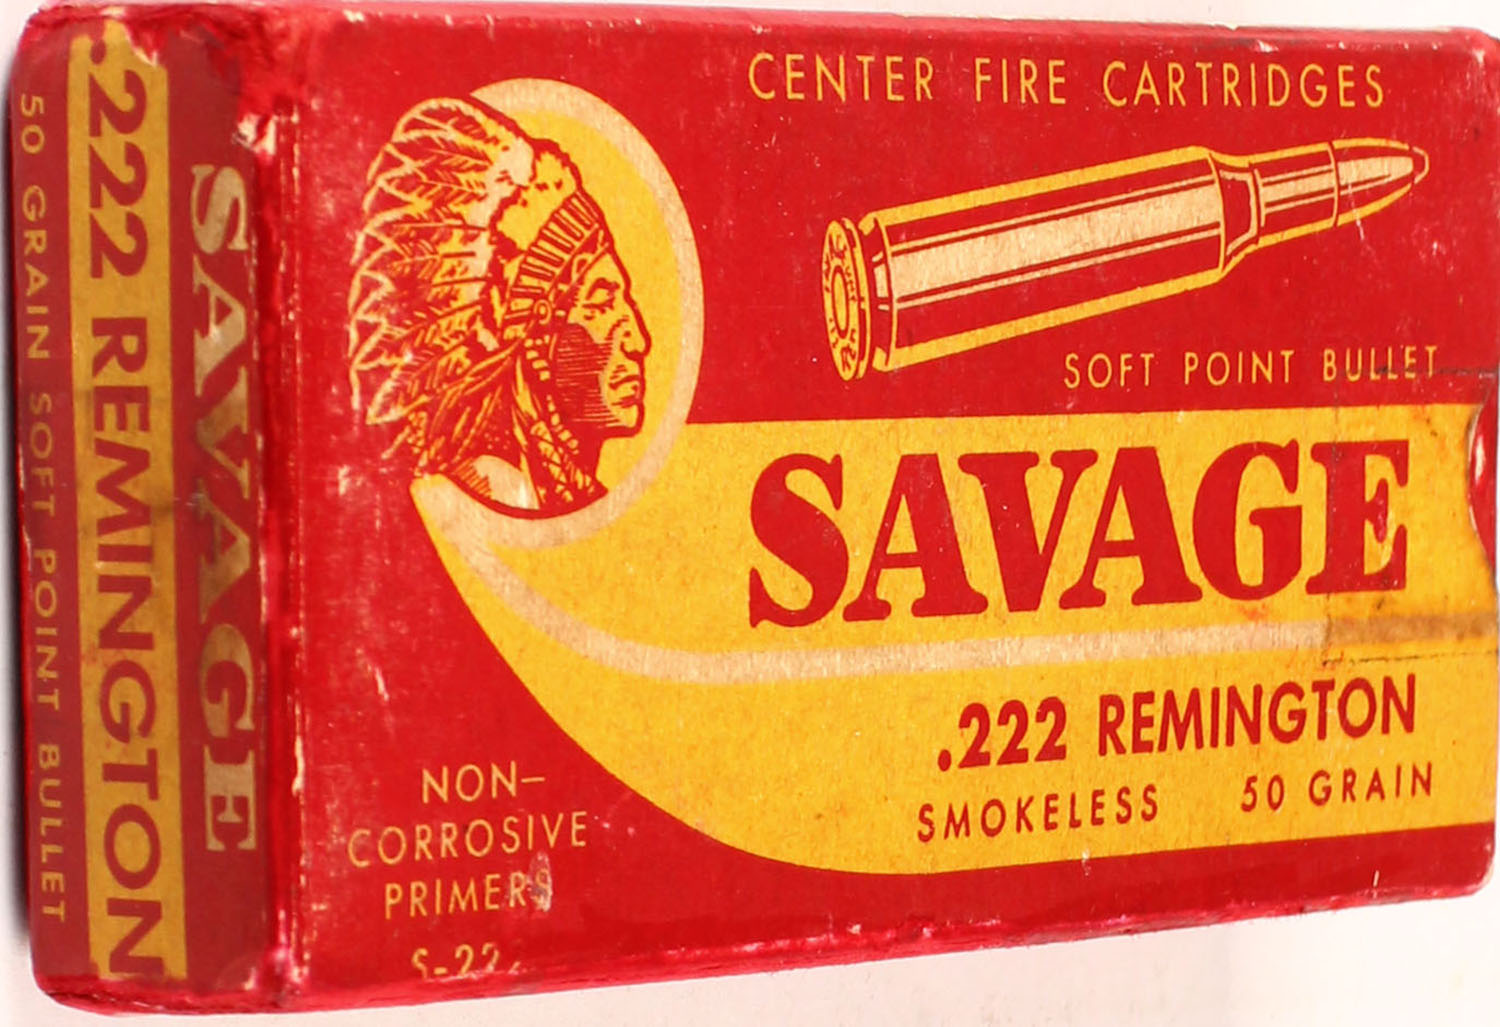 CENTER FIRE CARTRIDGES
SOFT POINT BULLET
SAVAGE
.222 REMINGTON
SMOKELESS 50 GRAIN
NON-
CORROSIVE
PRIMERS
SAVAGE
.222 REMINGTON
50 GRAIN SOFT POINT BULLET